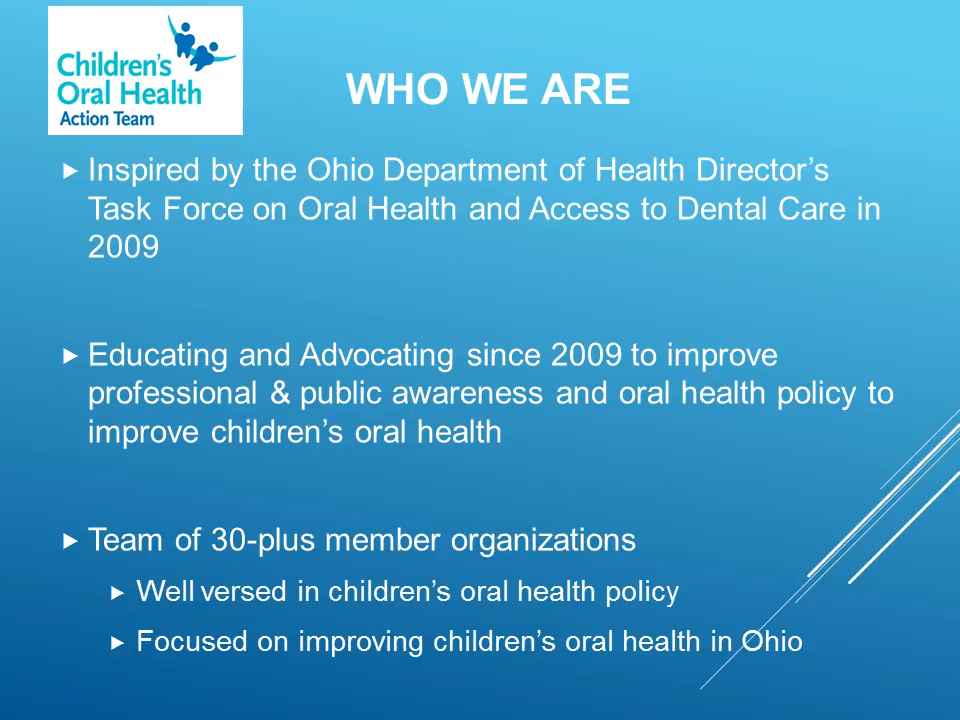 Children's
Oral Health
Action Team
WHO WE ARE
Inspired by the Ohio Department of Health Director's
Task Force on Oral Health and Access to Dental Care in
2009
Educating and Advocating since 2009 to improve
professional & public awareness and oral health policy to
improve children's oral health
Team of 30-plus member organizations
Well versed in children's oral health policy
Focused on improving children's oral health in Ohio